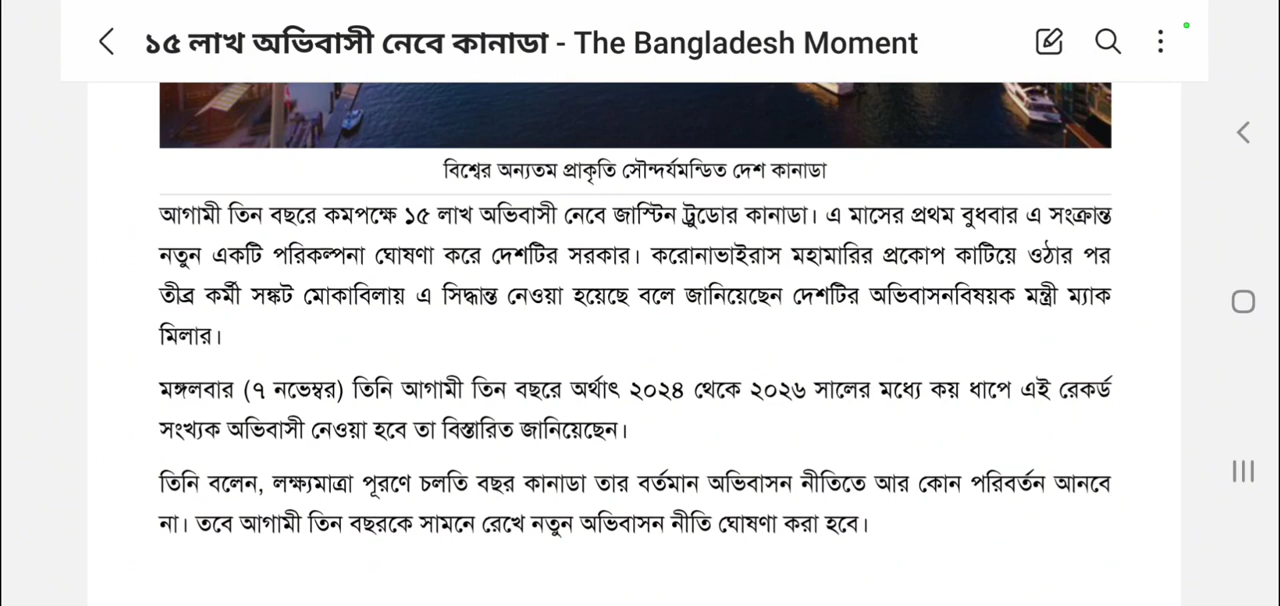 ১৫ লাখ অভিবাসী নেবে কানাডা - The Bangladesh Moment
বিশ্বের অন্যতম প্রাকৃতি সৌন্দর্যমন্ডিত দেশ কানাডা
আগামী তিন বছরে কমপক্ষে ১৫ লাখ অভিবাসী নেবে জাস্টিন ট্রুডোর কানাডা। এ মাসের প্রথম বুধবার এ সংক্রান্ত
নতুন একটি পরিকল্পনা ঘোষণা করে দেশটির সরকার। করোনাভাইরাস মহামারির প্রকোপ কাটিয়ে ওঠার পর
তীব্র কর্মী সঙ্কট মোকাবিলায় এ সিদ্ধান্ত নেওয়া হয়েছে বলে জানিয়েছেন দেশটির অভিবাসনবিষয়ক মন্ত্রী ম্যাক
মিলার।
মঙ্গলবার (৭ নভেম্বর) তিনি আগামী তিন বছরে অর্থাৎ ২০২৪ থেকে ২০২৬ সালের মধ্যে কয় ধাপে এই রেকর্ড
সংখ্যক অভিবাসী নেওয়া হবে তা বিস্তারিত জানিয়েছেন।
তিনি বলেন, লক্ষ্যমাত্রা পূরণে চলতি বছর কানাডা তার বর্তমান অভিবাসন নীতিতে আর কোন পরিবর্তন আনবে
না। তবে আগামী তিন বছরকে সামনে রেখে নতুন অভিবাসন নীতি ঘোষণা করা হবে।